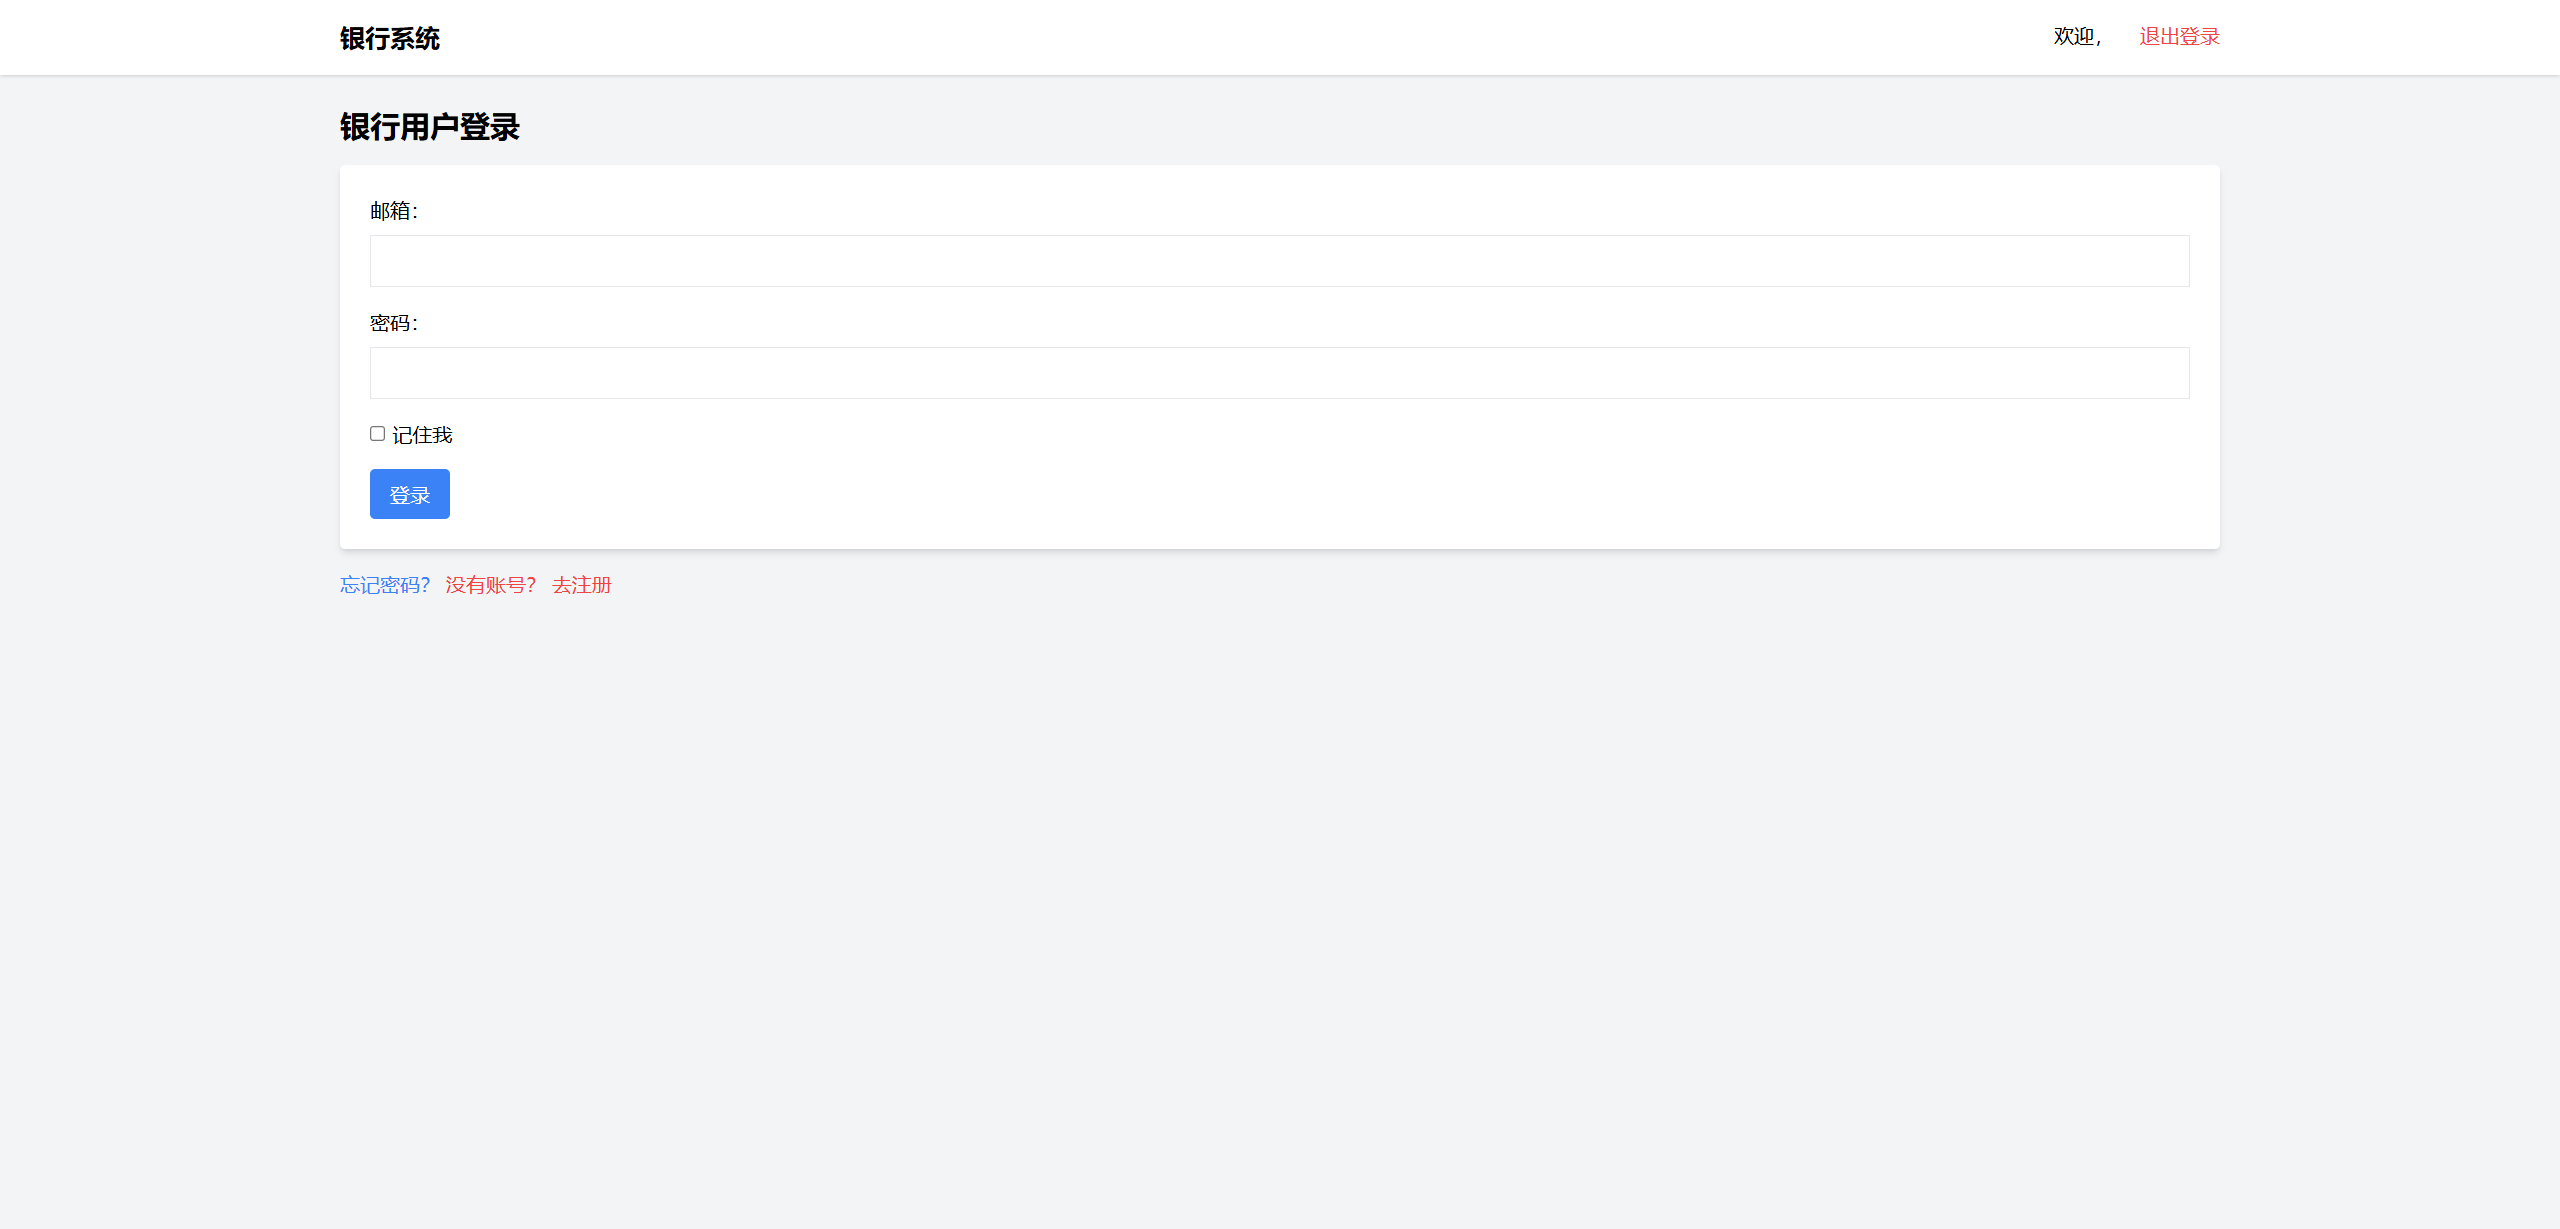 银行系统
欢迎， 退出登录
银行用户登录
邮箱：
密码：
记住我
登录
忘记密码？ 没有账号？ 去注册